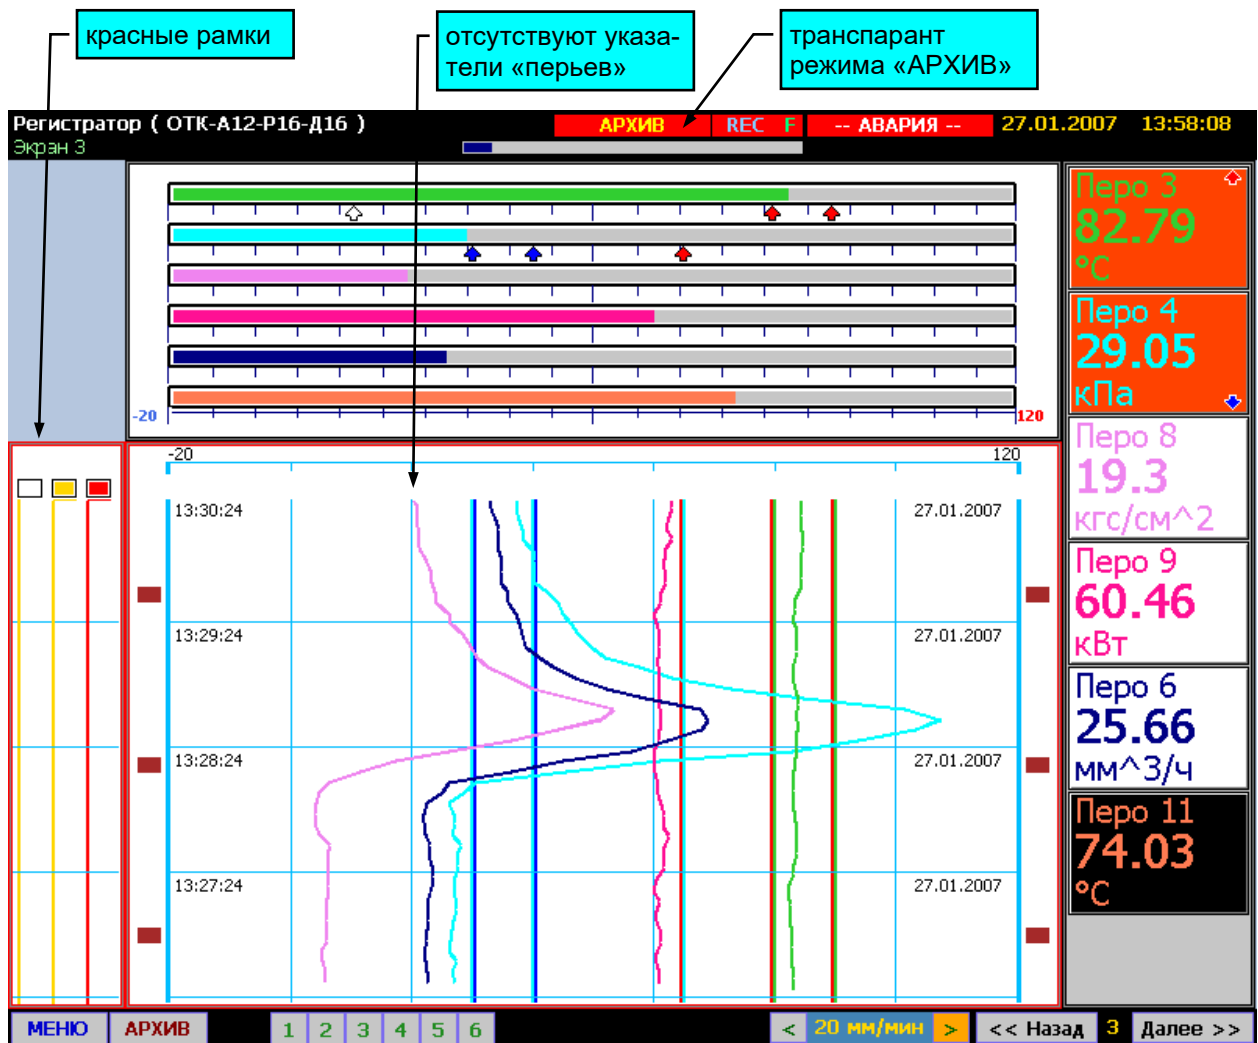 красные рамки
отсутствуют указа-
тели «перьев»
транспарант
режима «АРХИВ»
Регистратор ( ОТК-А12-Р16-Д16 )
АРХИВ
REC F
-- АВАРИЯ --
27.01.2007 13:58:08
Экран 3
-20
120
Перо 3
82.79
°C
Перо 4
29.05
кПа
Перо 8
19.3
кгс/см^2
Перо 9
60.46
кВт
Перо 6
25.66
мм^3/ч
Перо 11
74.03
°C
-20
120
13:30:24
27.01.2007
13:29:24
27.01.2007
13:28:24
27.01.2007
13:27:24
27.01.2007
МЕНЮ
АРХИВ
1 2 3 4 5 6
< 20 мм/мин >
<< Назад 3 Далее >>